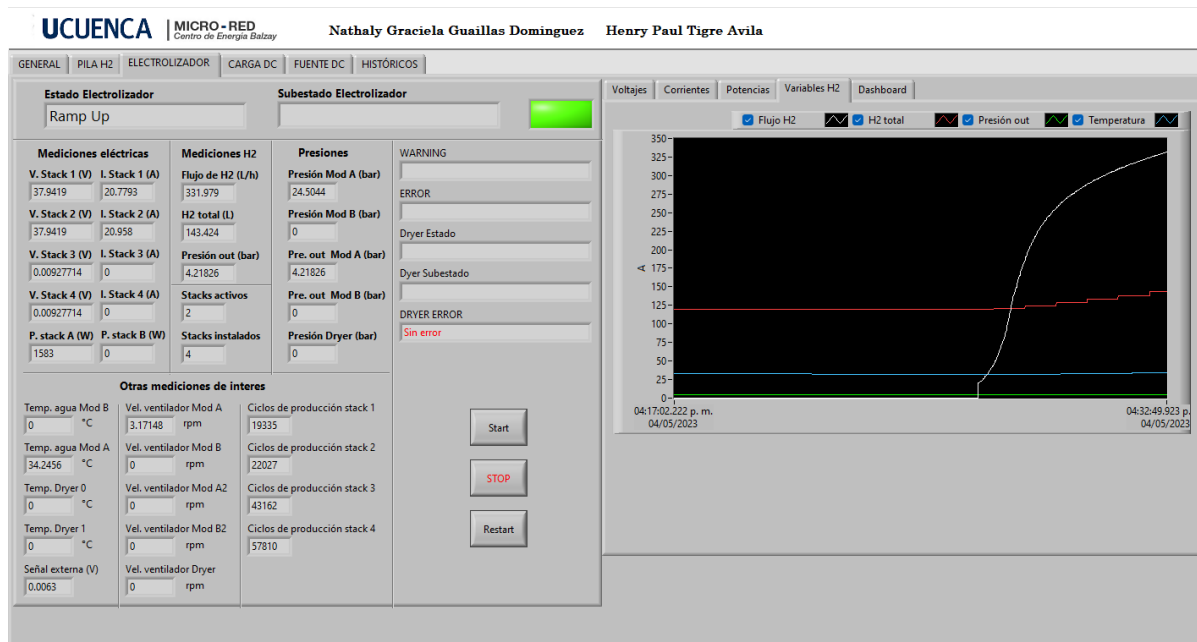 UCUENCA MICRO-RED
Centro de Energía Balzay
Nathaly Graciela Guaillas Dominguez Henry Paul Tigre Avila
GENERAL PILA H2 ELECTROLIZADOR CARGA DC FUENTE DC HISTÓRICOS
Estado Electrolizador Subestado Electrolizador
Ramp Up
Mediciones eléctricas Mediciones H2 Presiones WARNING
V. Stack 1 (V) I. Stack 1 (A) Flujo de H2 (L/h) Presión Mod A (bar)
37.9419 20.7793 331.979 24.5044
ERROR
V. Stack 2 (V) I. Stack 2 (A) H2 total (L) Presión Mod B (bar)
37.9419 20.958 143.424 0
Dryer Estado
V. Stack 3 (V) I. Stack 3 (A) Presión out (bar) Pre. out Mod A (bar)
0.00927714 0 4.21826 4.21826
Dyer Subestado
V. Stack 4 (V) I. Stack 4 (A) Stacks activos Pre. out Mod B (bar)
0.00927714 0 2 0
DRYER ERROR
Sin error
P. stack A (W) P. stack B (W) Stacks instalados Presión Dryer (bar)
1583 0 4 0
Otras mediciones de interes
Temp. agua Mod B Vel. ventilador Mod A Ciclos de producción stack 1
0 °C 3.17148 rpm 19335
Temp. agua Mod A Vel. ventilador Mod B Ciclos de producción stack 2
34.2456 °C 0 rpm 22027
Temp. Dryer 0 Vel. ventilador Mod A2 Ciclos de producción stack 3
0 °C 0 rpm 43162
Temp. Dryer 1 Vel. ventilador Mod B2 Ciclos de producción stack 4
0 °C 0 rpm 57810
Señal externa (V) Vel. ventilador Dryer
0.0063 0 rpm
Start
STOP
Restart
Voltajes Corrientes Potencias Variables H2 Dashboard
Flujo H2 H2 total Presión out Temperatura
350
325
300
275
250
225
200
A 175
150
125
100
75
50
25
0
04:17:02.222 p. m. 04:32:49.923 p.
04/05/2023 04/05/2023